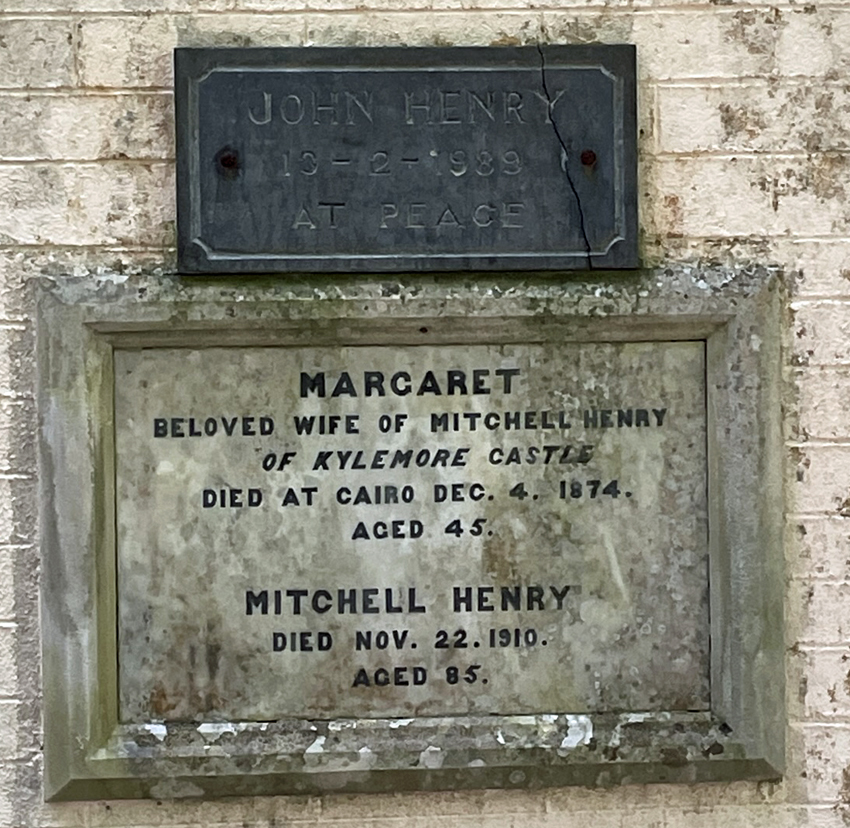 JOHN HENRY
13-2-1989
AT PEACE
MARGARET
BELOVED WIFE OF MITCHELL HENRY
OF KYLEMORE CASTLE
DIED AT CAIRO DEC. 4. 1874.
AGED 45.
MITCHELL HENRY
DIED NOV. 22. 1910.
AGED 85.